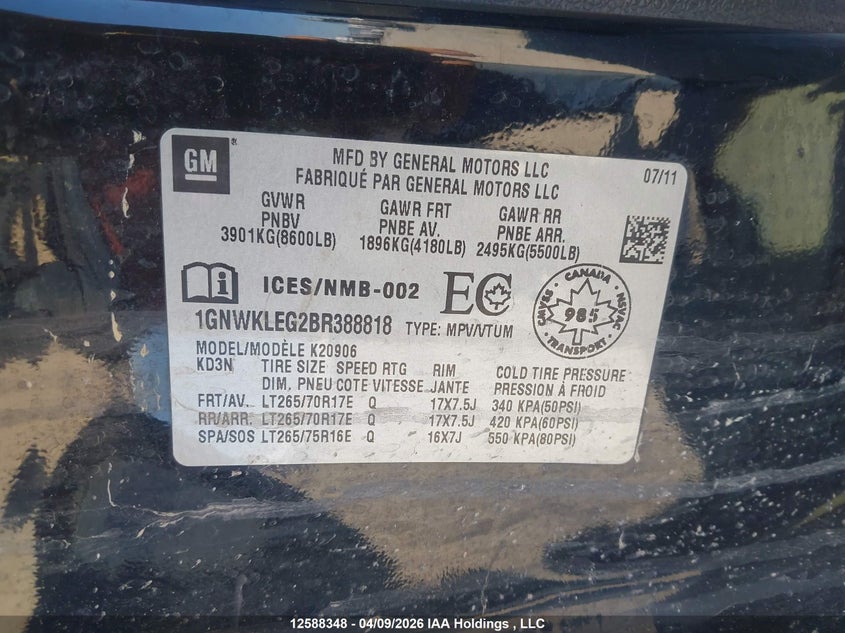 GM
MFD BY GENERAL MOTORS LLC
FABRIQUÉ PAR GENERAL MOTORS LLC
07/11
GVWR GAWR FRT GAWR RR
PNBV PNBE AV. PNBE ARR.
3901KG(8600LB) 1896KG(4180LB) 2495KG(5500LB)
i ICES/NMB-002 EC
CANADA CMVSS 985 NSVAC TRANSPORT
1GNWKLEG2BR388818 TYPE: MPV/VTUM
MODEL/MODÈLE K20906
KD3N TIRE SIZE SPEED RTG RIM COLD TIRE PRESSURE
DIM. PNEU COTE VITESSE JANTE PRESSION À FROID
FRT/AV. LT265/70R17E Q 17X7.5J 340 KPA(50PSI)
RR/ARR. LT265/70R17E Q 17X7.5J 420 KPA(60PSI)
SPA/SOS LT265/75R16E Q 16X7J 550 KPA(80PSI)
12588348 - 04/09/2026 IAA Holdings , LLC